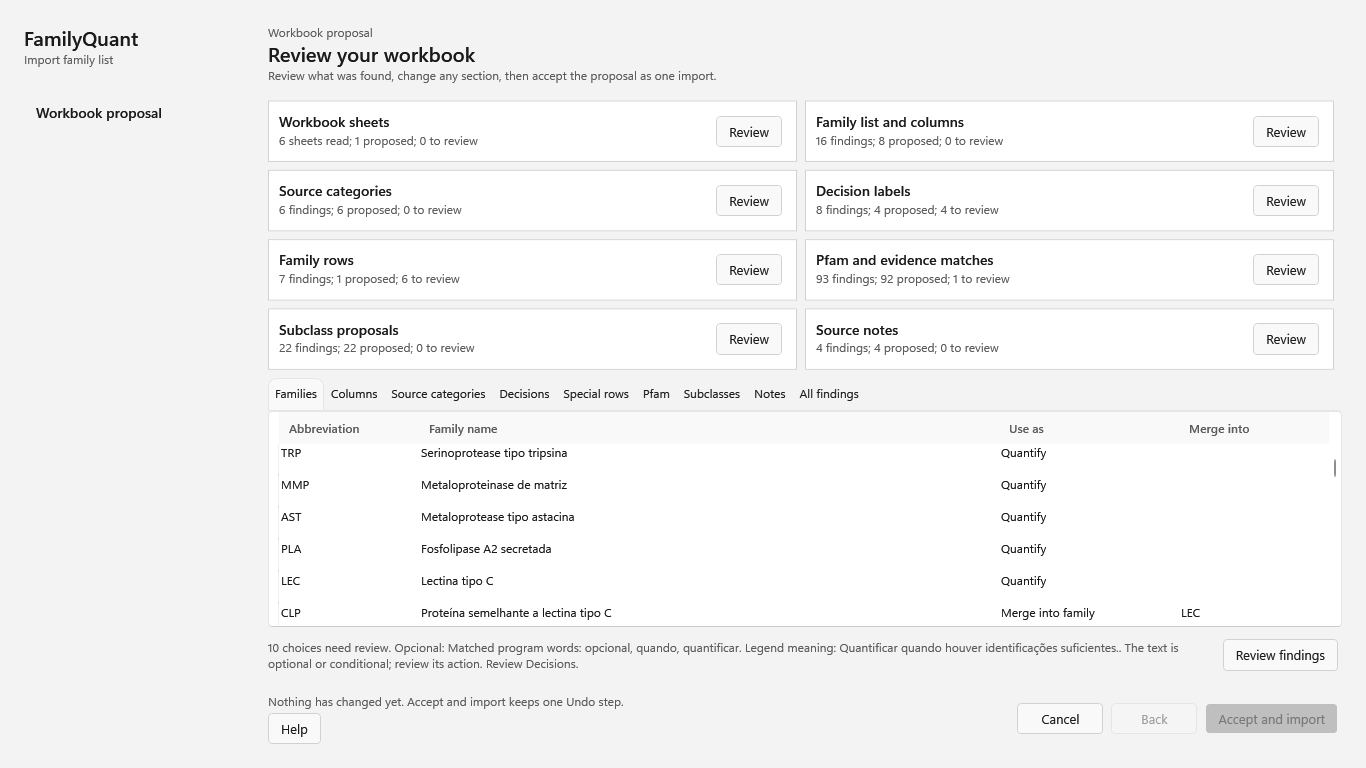 FamilyQuant
Import family list
Workbook proposal
Workbook proposal
Review your workbook
Review what was found, change any section, then accept the proposal as one import.
Workbook sheets
6 sheets read; 1 proposed; 0 to review
Review
Family list and columns
16 findings; 8 proposed; 0 to review
Review
Source categories
6 findings; 6 proposed; 0 to review
Review
Decision labels
8 findings; 4 proposed; 4 to review
Review
Family rows
7 findings; 1 proposed; 6 to review
Review
Pfam and evidence matches
93 findings; 92 proposed; 1 to review
Review
Subclass proposals
22 findings; 22 proposed; 0 to review
Review
Source notes
4 findings; 4 proposed; 0 to review
Review
Families Columns Source categories Decisions Special rows Pfam Subclasses Notes All findings
Abbreviation Family name Use as Merge into
TRP Serinoprotease tipo tripsina Quantify
MMP Metaloproteinase de matriz Quantify
AST Metaloprotease tipo astacina Quantify
PLA Fosfolipase A2 secretada Quantify
LEC Lectina tipo C Quantify
CLP Proteína semelhante a lectina tipo C Merge into family LEC
10 choices need review. Opcional: Matched program words: opcional, quando, quantificar. Legend meaning: Quantificar quando houver identificações suficientes.. The text is
optional or conditional; review its action. Review Decisions.
Review findings
Nothing has changed yet. Accept and import keeps one Undo step.
Help
Cancel
Back
Accept and import